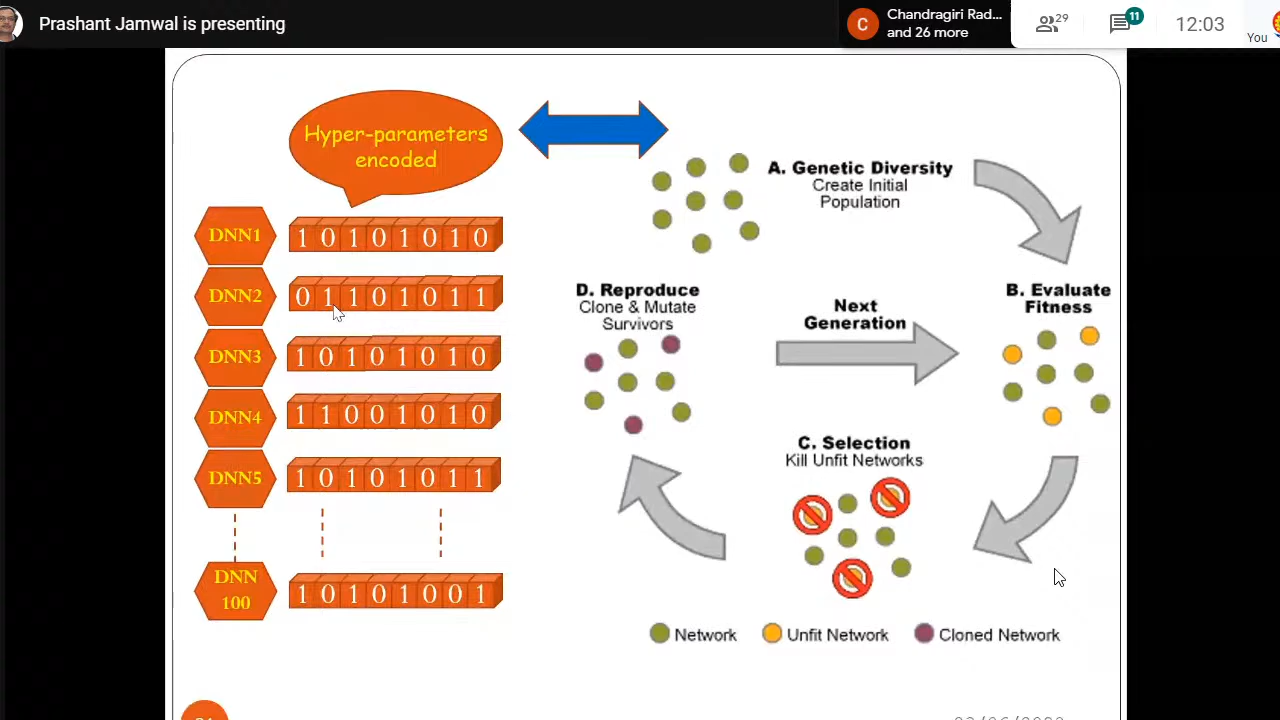 Prashant Jamwal is presenting
C
Chandragiri Rad...
and 26 more
29
11
12:03
You
Hyper-parameters
encoded
DNN1
1 0 1 0 1 0 1 0
DNN2
0 1 1 0 1 0 1 1
DNN3
1 0 1 0 1 0 1 0
DNN4
1 1 0 0 1 0 1 0
DNN5
1 0 1 0 1 0 1 1
DNN
100
1 0 1 0 1 0 0 1
A. Genetic Diversity
Create Initial
Population
B. Evaluate
Fitness
Next
Generation
D. Reproduce
Clone & Mutate
Survivors
C. Selection
Kill Unfit Networks
Network
Unfit Network
Cloned Network